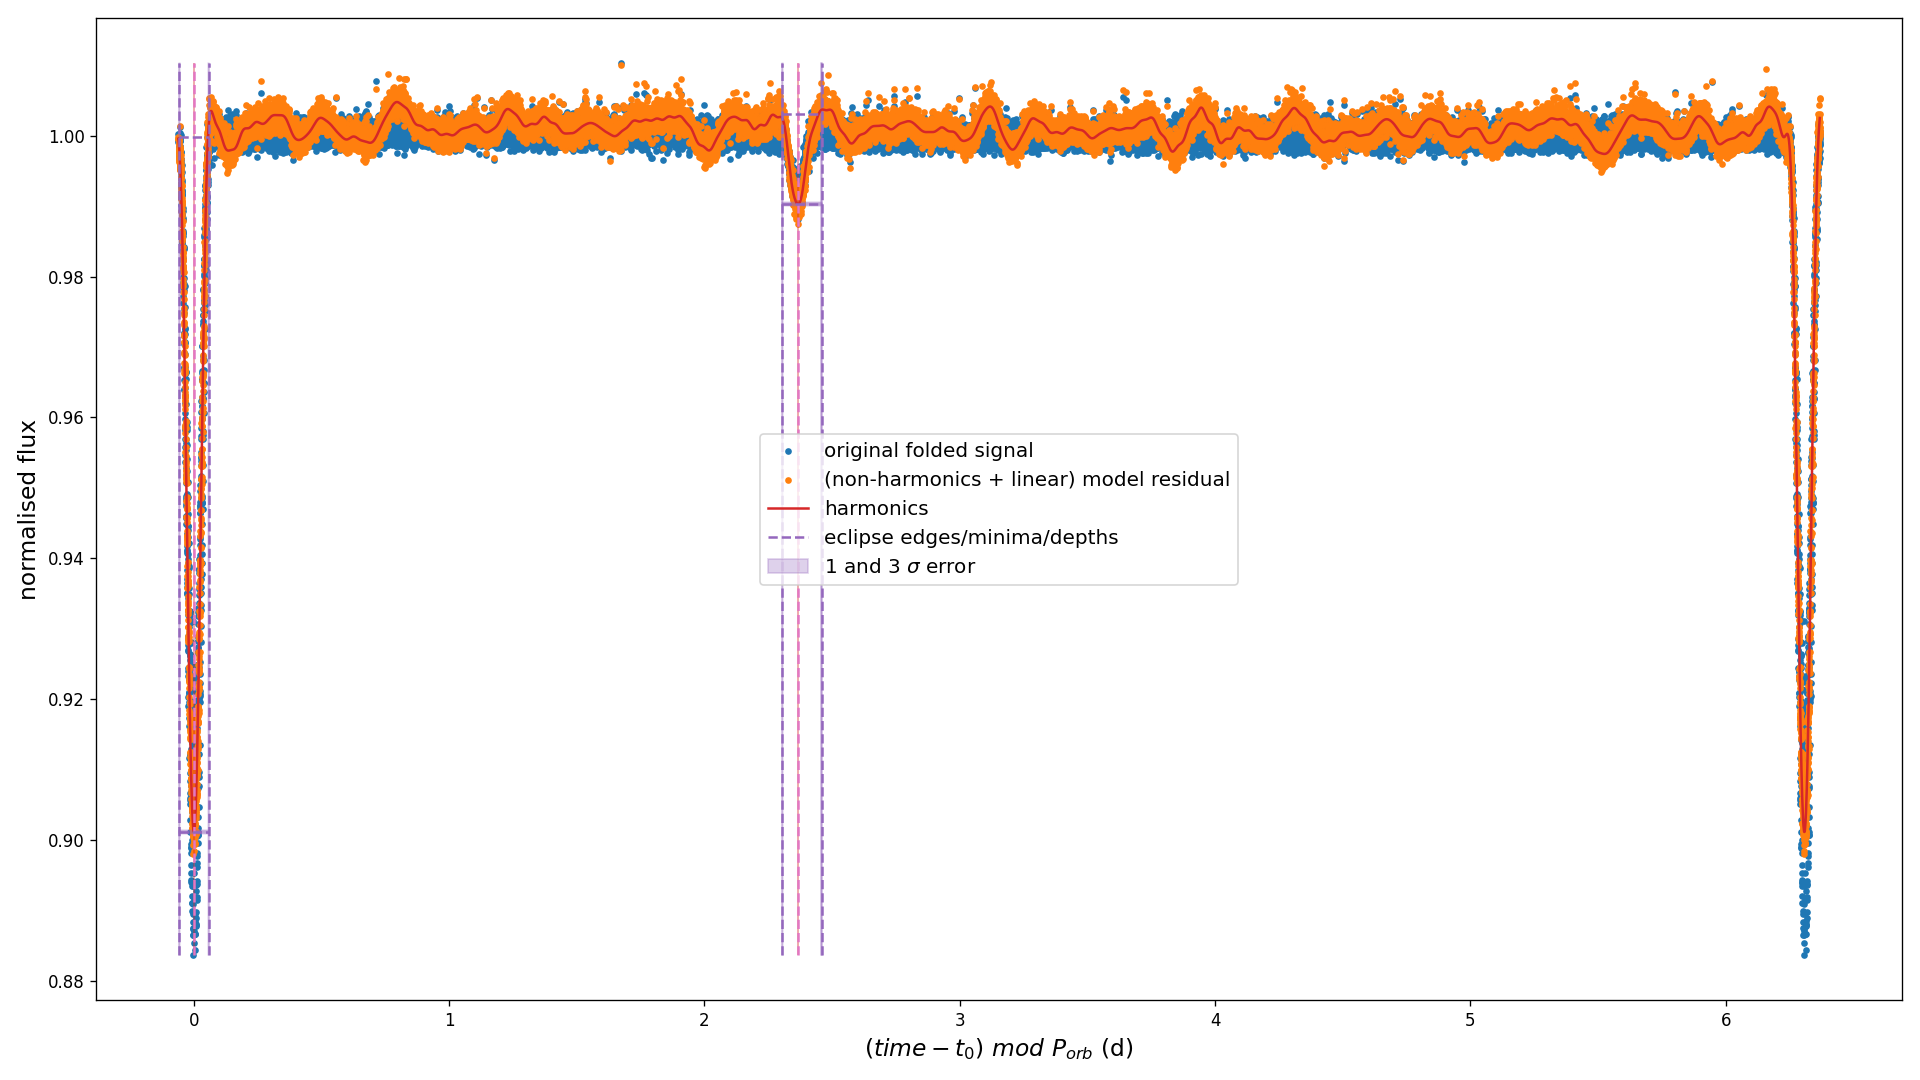 normalised flux
1.00
0.98
0.96
0.94
0.92
0.90
0.88
original folded signal
(non-harmonics + linear) model residual
harmonics
eclipse edges/minima/depths
1 and 3 σ error
0 1 2 3 4 5 6
(time − t₀) mod P_orb (d)